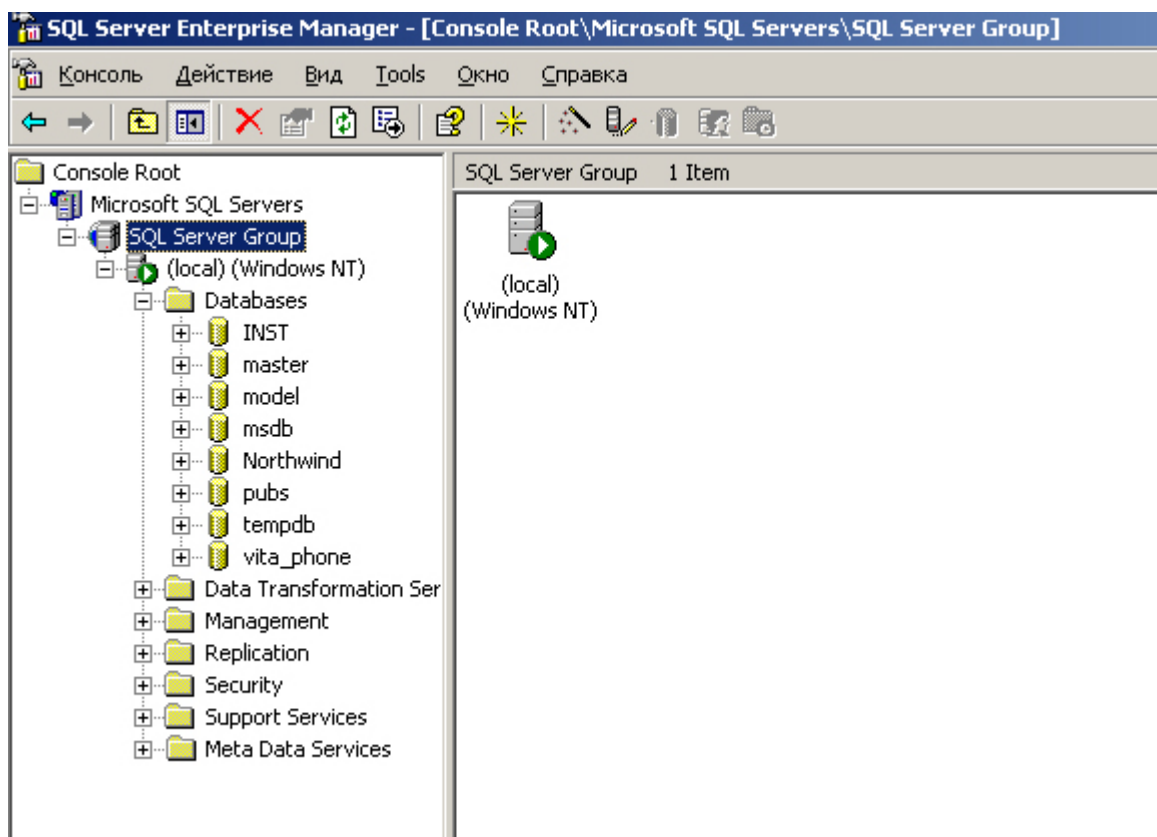 SQL Server Enterprise Manager - [Console Root\Microsoft SQL Servers\SQL Server Group]
Консоль Действие Вид Tools Окно Справка
Console Root
Microsoft SQL Servers
SQL Server Group
(local) (Windows NT)
Databases
INST
master
model
msdb
Northwind
pubs
tempdb
vita_phone
Data Transformation Ser
Management
Replication
Security
Support Services
Meta Data Services
SQL Server Group 1 Item
(local)
(Windows NT)